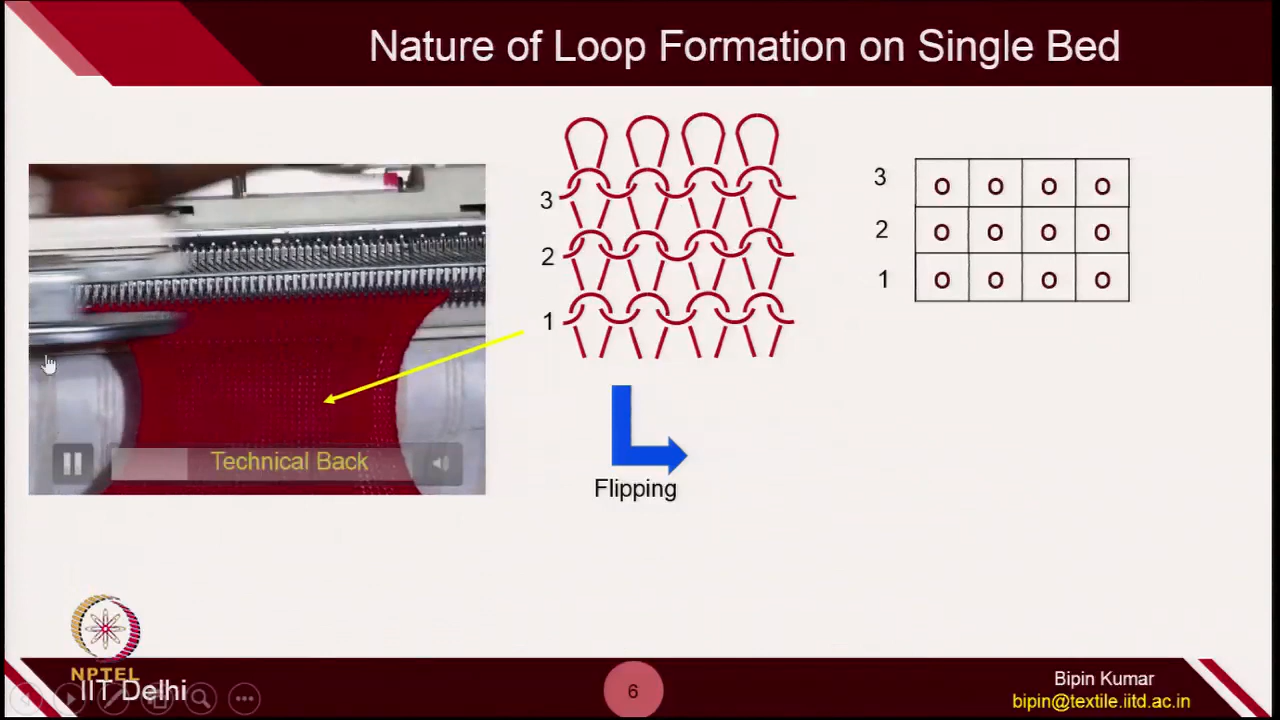 Nature of Loop Formation on Single Bed
3
2
1
3 o o o o
2 o o o o
1 o o o o
Technical Back
Flipping
NPTEL
IIT Delhi
6
Bipin Kumar
bipin@textile.iitd.ac.in